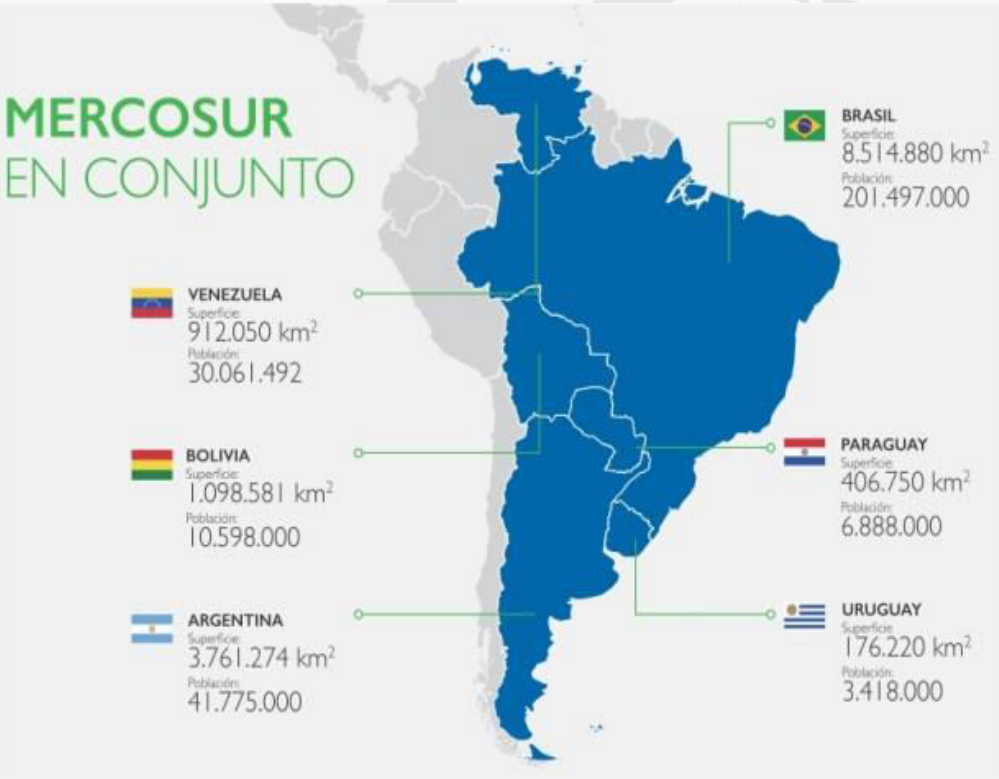 MERCOSUR
EN CONJUNTO
BRASIL
Superficie:
8.514.880 km²
Población:
201.497.000
VENEZUELA
Superficie:
912.050 km²
Población:
30.061.492
BOLIVIA
Superficie:
1.098.581 km²
Población:
10.598.000
PARAGUAY
Superficie:
406.750 km²
Población:
6.888.000
ARGENTINA
Superficie:
3.761.274 km²
Población:
41.775.000
URUGUAY
Superficie
176.220 km²
Población:
3.418.000